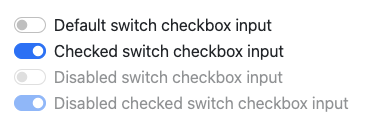 Default switch checkbox input
Checked switch checkbox input
Disabled switch checkbox input
Disabled checked switch checkbox input